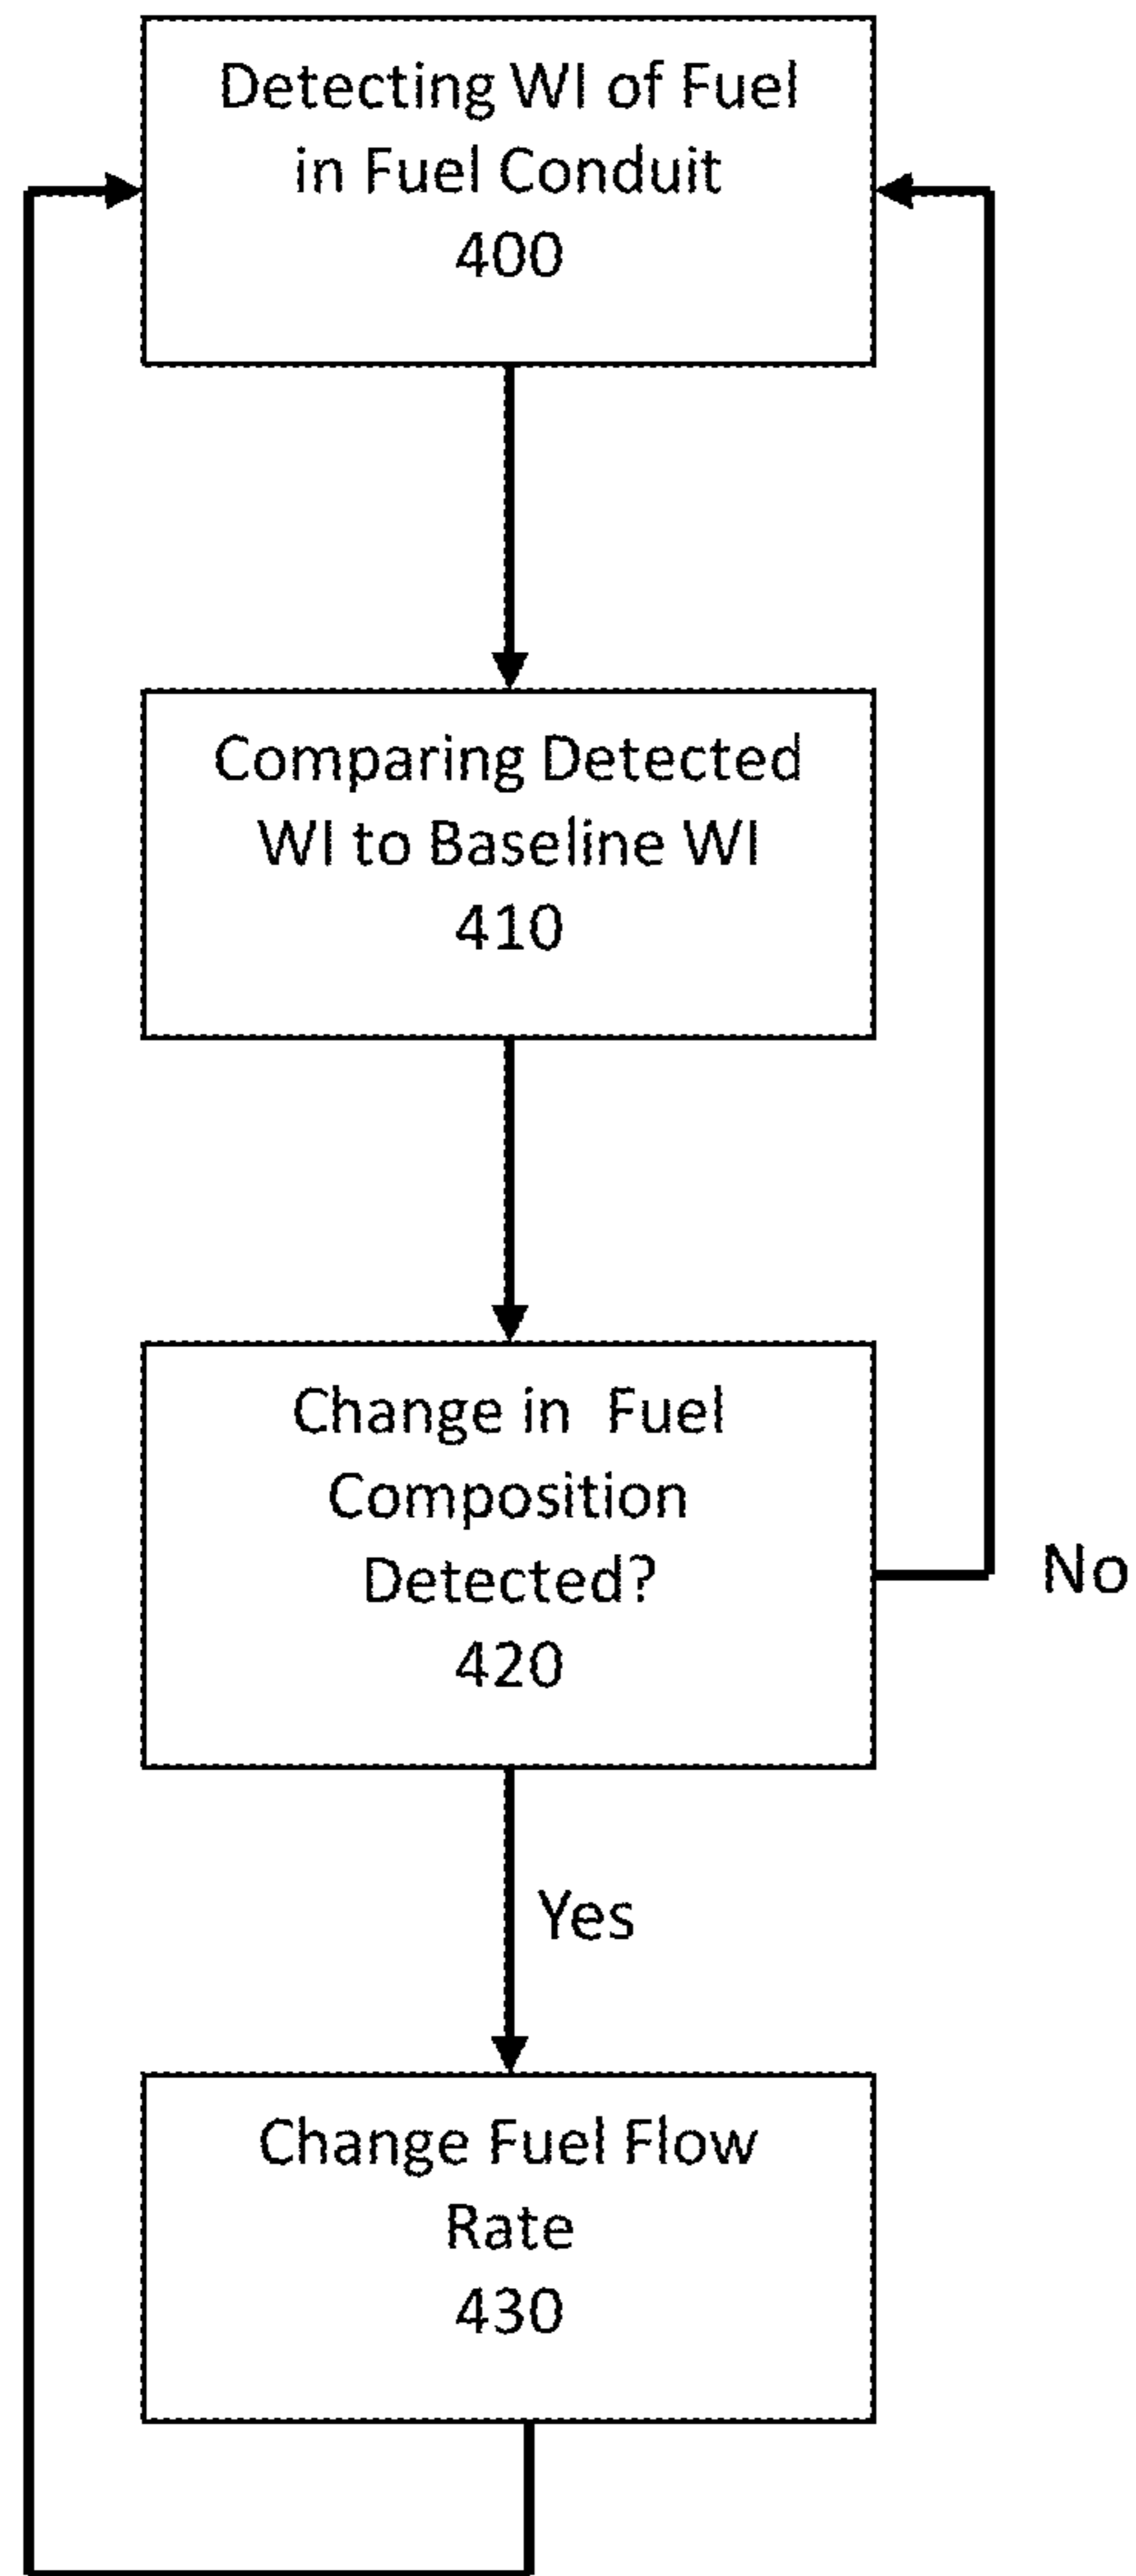 Detecting WI of Fuel
in Fuel Conduit
400
Comparing Detected
WI to Baseline WI
410
Change in  Fuel
Composition
Detected?
420
No
Yes
Change Fuel Flow
Rate
430